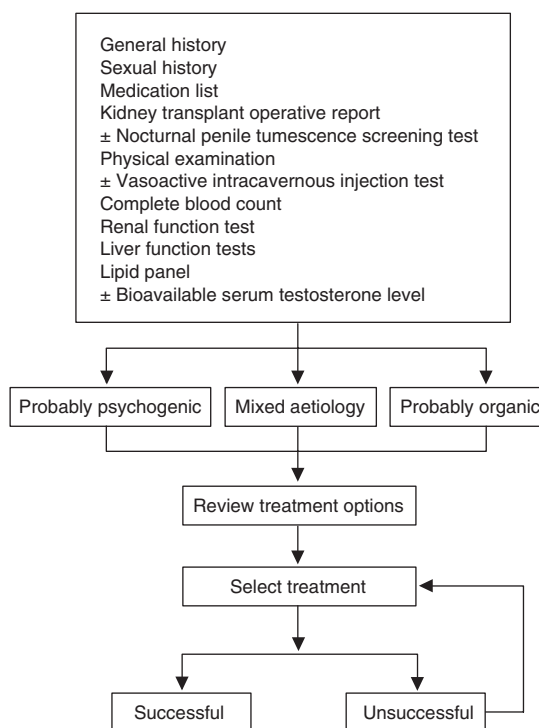 General history
Sexual history
Medication list
Kidney transplant operative report
± Nocturnal penile tumescence screening test
Physical examination
± Vasoactive intracavernous injection test
Complete blood count
Renal function test
Liver function tests
Lipid panel
± Bioavailable serum testosterone level
Probably psychogenic
Mixed aetiology
Probably organic
Review treatment options
Select treatment
Successful
Unsuccessful